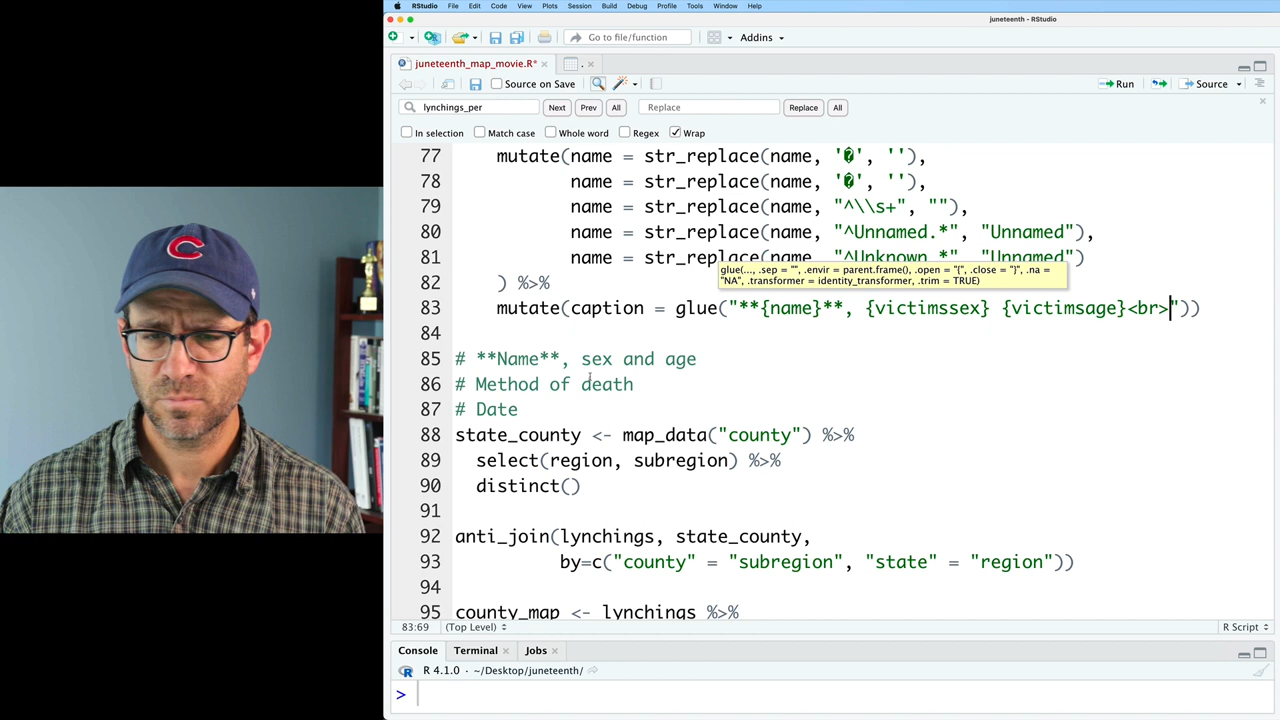 RStudio File Edit Code View Plots Session Build Debug Profile Tools Window Help
juneteenth - RStudio
Go to file/function Addins
juneteenth_map_movie.R* .
Source on Save Run Source
lynchings_per Next Prev All Replace Replace All
In selection Match case Whole word Regex Wrap
77 mutate(name = str_replace(name, '�', ''),
78 name = str_replace(name, '�', ''),
79 name = str_replace(name, "^\\s+", ""),
80 name = str_replace(name, "^Unnamed.*", "Unnamed"),
81 name = str_replace(name, "^Unknown.*", "Unnamed")
glue(..., .sep = "", .envir = parent.frame(), .open = "{", .close = "}", .na =
"NA", .transformer = identity_transformer, .trim = TRUE)
82 ) %>%
83 mutate(caption = glue("**{name}**, {victimssex} {victimsage}<br>"))
84
85 # **Name**, sex and age
86 # Method of death
87 # Date
88 state_county <- map_data("county") %>%
89 select(region, subregion) %>%
90 distinct()
91
92 anti_join(lynchings, state_county,
93 by=c("county" = "subregion", "state" = "region"))
94
95 county_map <- lynchings %>%
83:69 (Top Level) R Script
Console Terminal Jobs
R 4.1.0 · ~/Desktop/juneteenth/
>
C